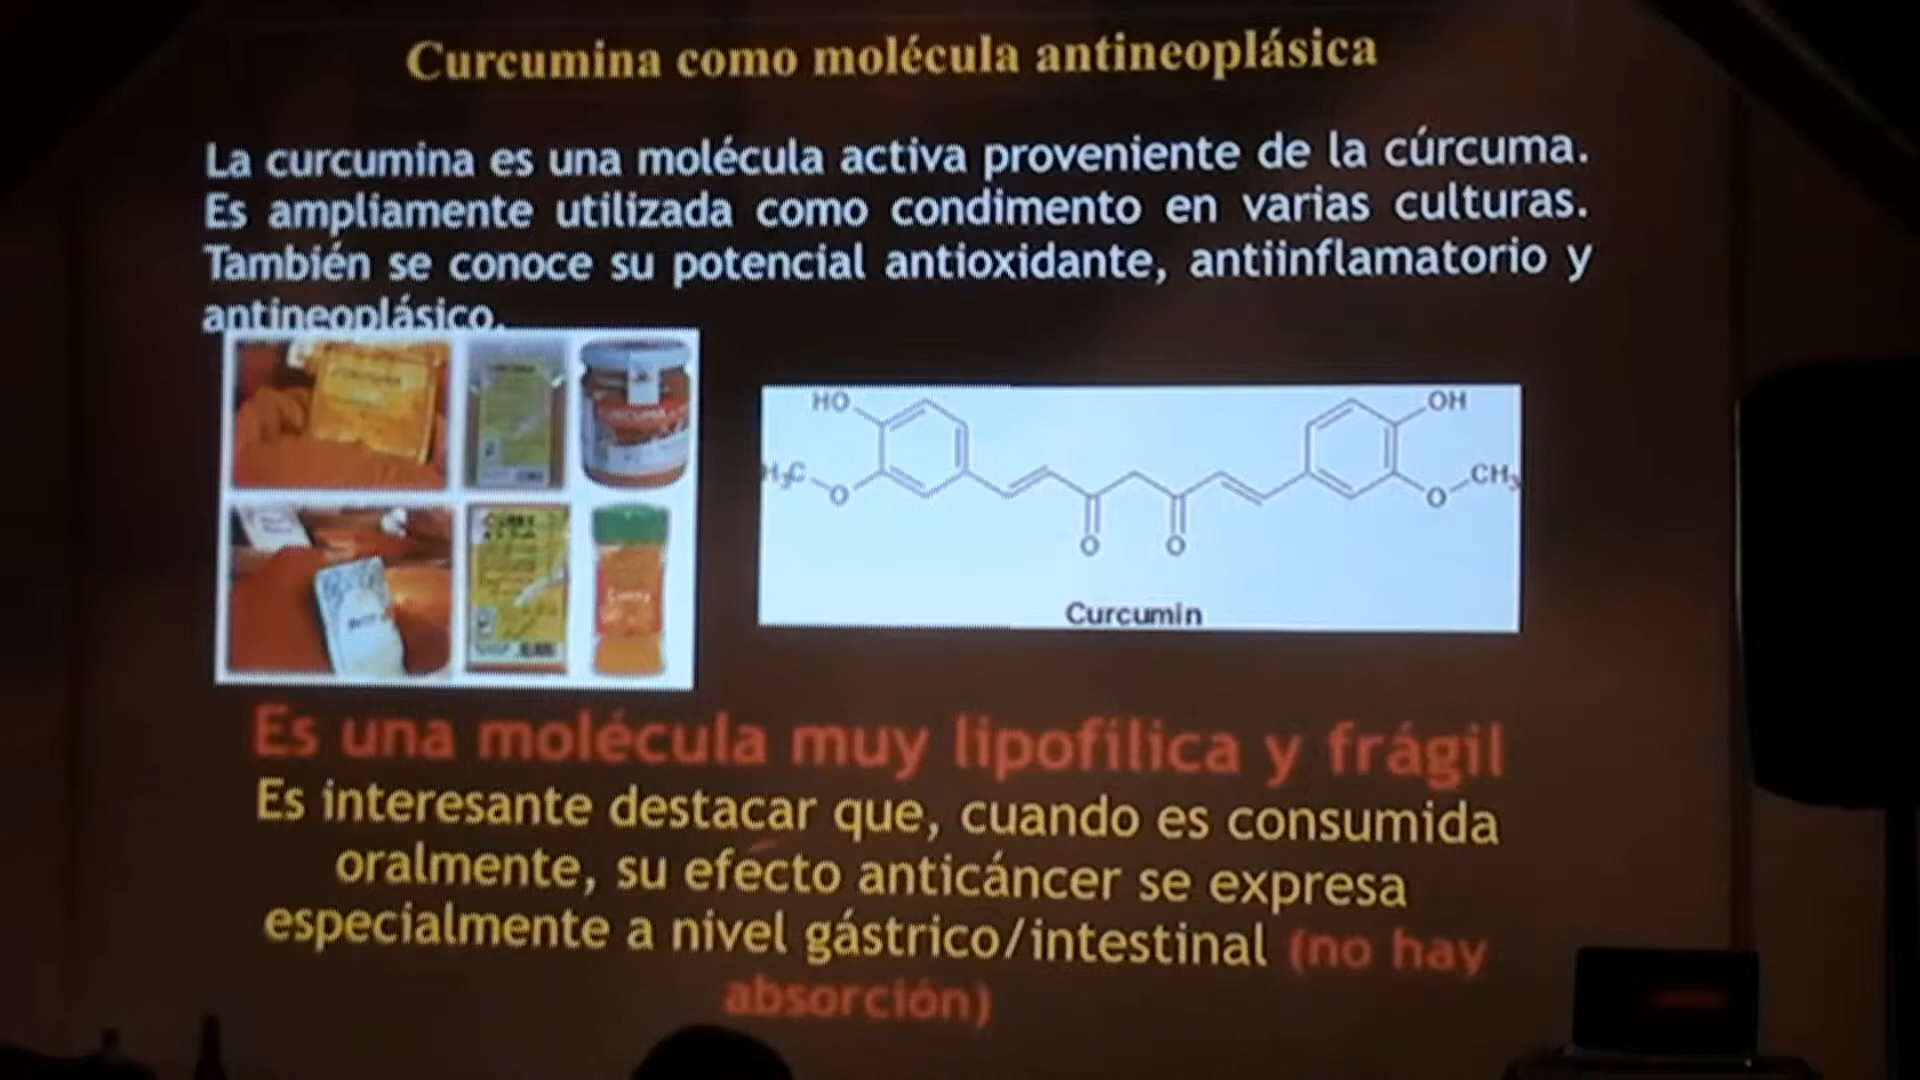 Curcumina como molécula antineoplásica
La curcumina es una molécula activa proveniente de la cúrcuma.
Es ampliamente utilizada como condimento en varias culturas.
También se conoce su potencial antioxidante, antiinflamatorio y
antineoplásico.
HO
OH
H₃C
O
O
CH₃
O
O
Curcumin
Es una molécula muy lipofílica y frágil
Es interesante destacar que, cuando es consumida
oralmente, su efecto anticáncer se expresa
especialmente a nivel gástrico/intestinal (no hay
absorción)